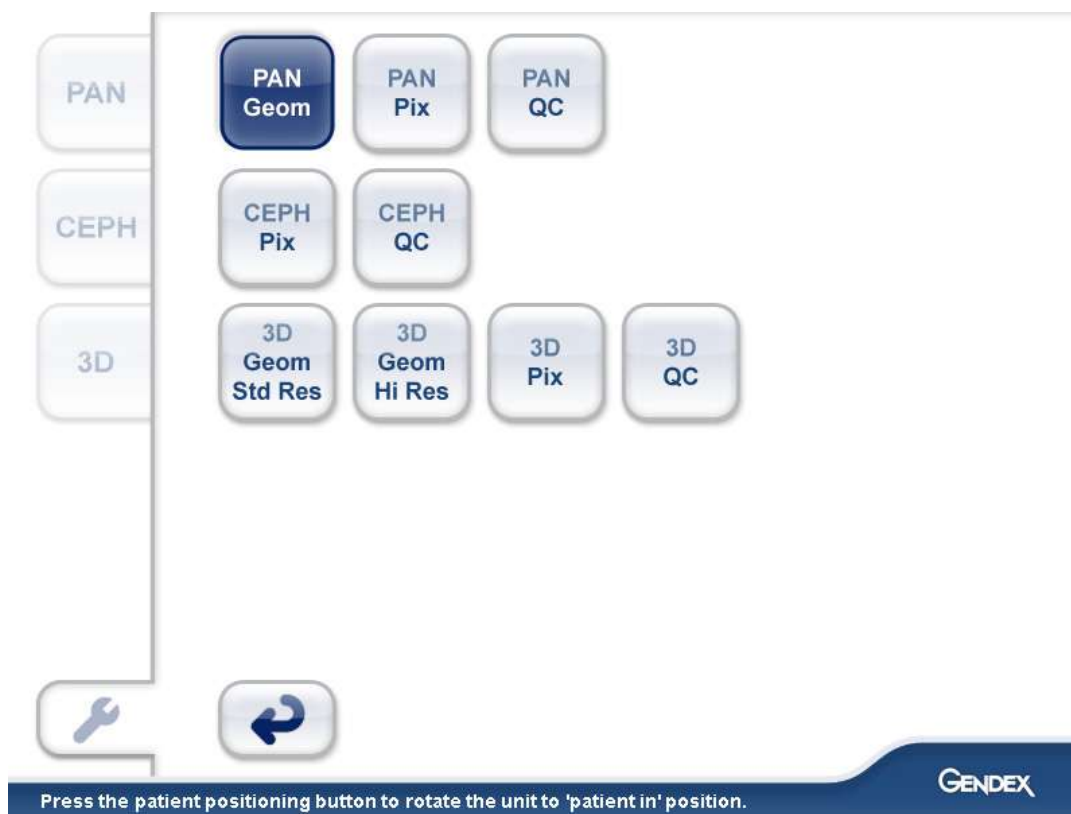 PAN
PAN
Geom
PAN
Pix
PAN
QC
CEPH
CEPH
Pix
CEPH
QC
3D
3D
Geom
Std Res
3D
Geom
Hi Res
3D
Pix
3D
QC
GENDEX
Press the patient positioning button to rotate the unit to 'patient in' position.